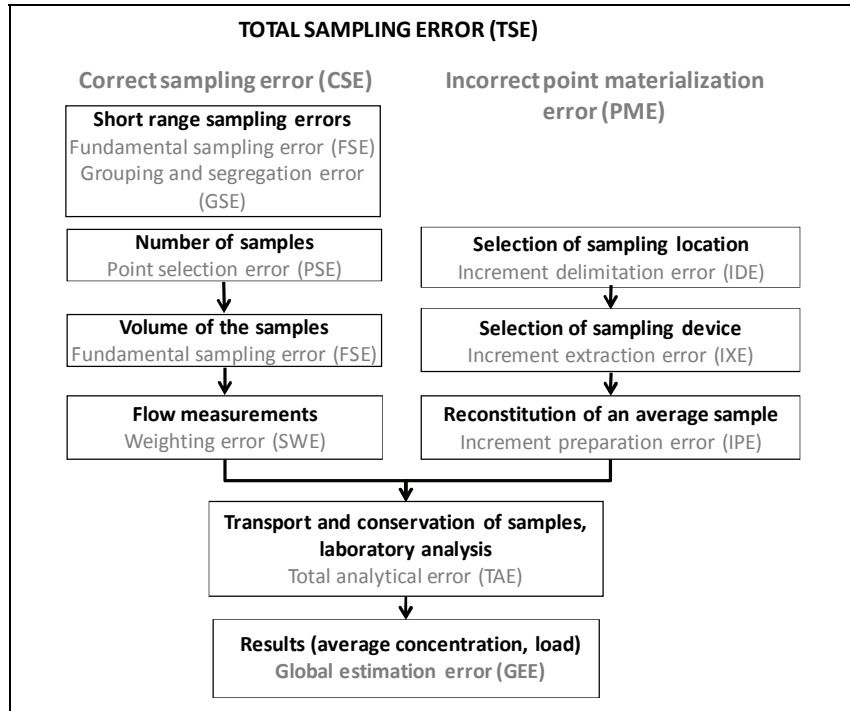 TOTAL SAMPLING ERROR (TSE)
Correct sampling error (CSE)
Short range sampling errors
Fundamental sampling error (FSE)
Grouping and segregation error
(GSE)
Number of samples
Point selection error (PSE)
Volume of the samples
Fundamental sampling error (FSE)
Flow measurements
Weighting error (SWE)
Incorrect point materialization
error (PME)
Selection of sampling location
Increment delimitation error (IDE)
Selection of sampling device
Increment extraction error (IXE)
Reconstitution of an average sample
Increment preparation error (IPE)
Transport and conservation of samples,
laboratory analysis
Total analytical error (TAE)
Results (average concentration, load)
Global estimation error (GEE)